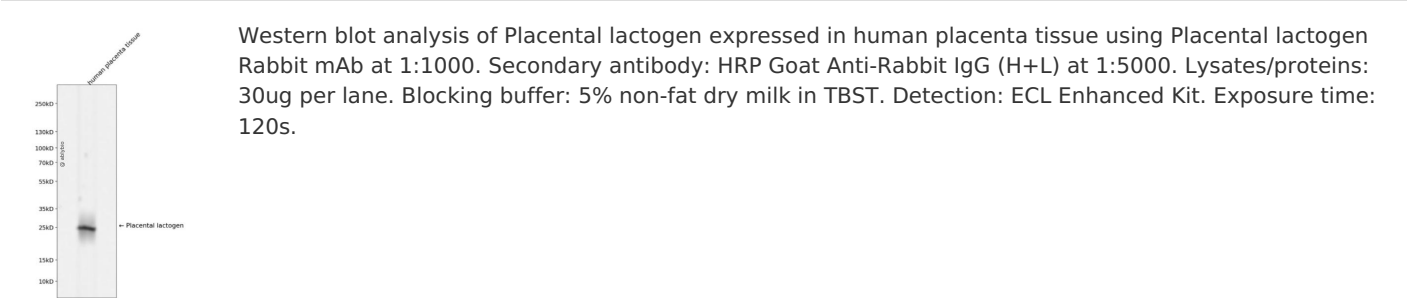 human placenta tissue
250kD
130kD
100kD
70kD
55kD
35kD
25kD
15kD
10kD
@ abtybio
← Placental lactogen
Western blot analysis of Placental lactogen expressed in human placenta tissue using Placental lactogen
Rabbit mAb at 1:1000. Secondary antibody: HRP Goat Anti-Rabbit IgG (H+L) at 1:5000. Lysates/proteins:
30ug per lane. Blocking buffer: 5% non-fat dry milk in TBST. Detection: ECL Enhanced Kit. Exposure time:
120s.